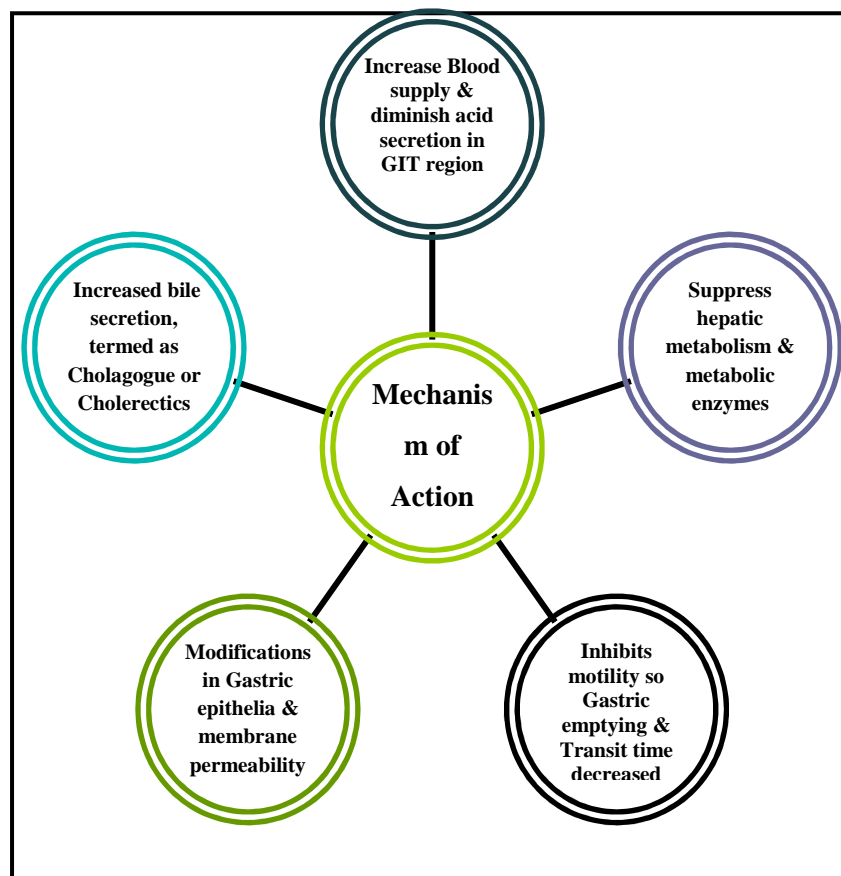 Increase Blood
supply &
diminish acid
secretion in
GIT region
Increased bile
secretion,
termed as
Cholagogue or
Cholerectics
Suppress
hepatic
metabolism &
metabolic
enzymes
Mechanis
m of
Action
Modifications
in Gastric
epithelia &
membrane
permeability
Inhibits
motility so
Gastric
emptying &
Transit time
decreased